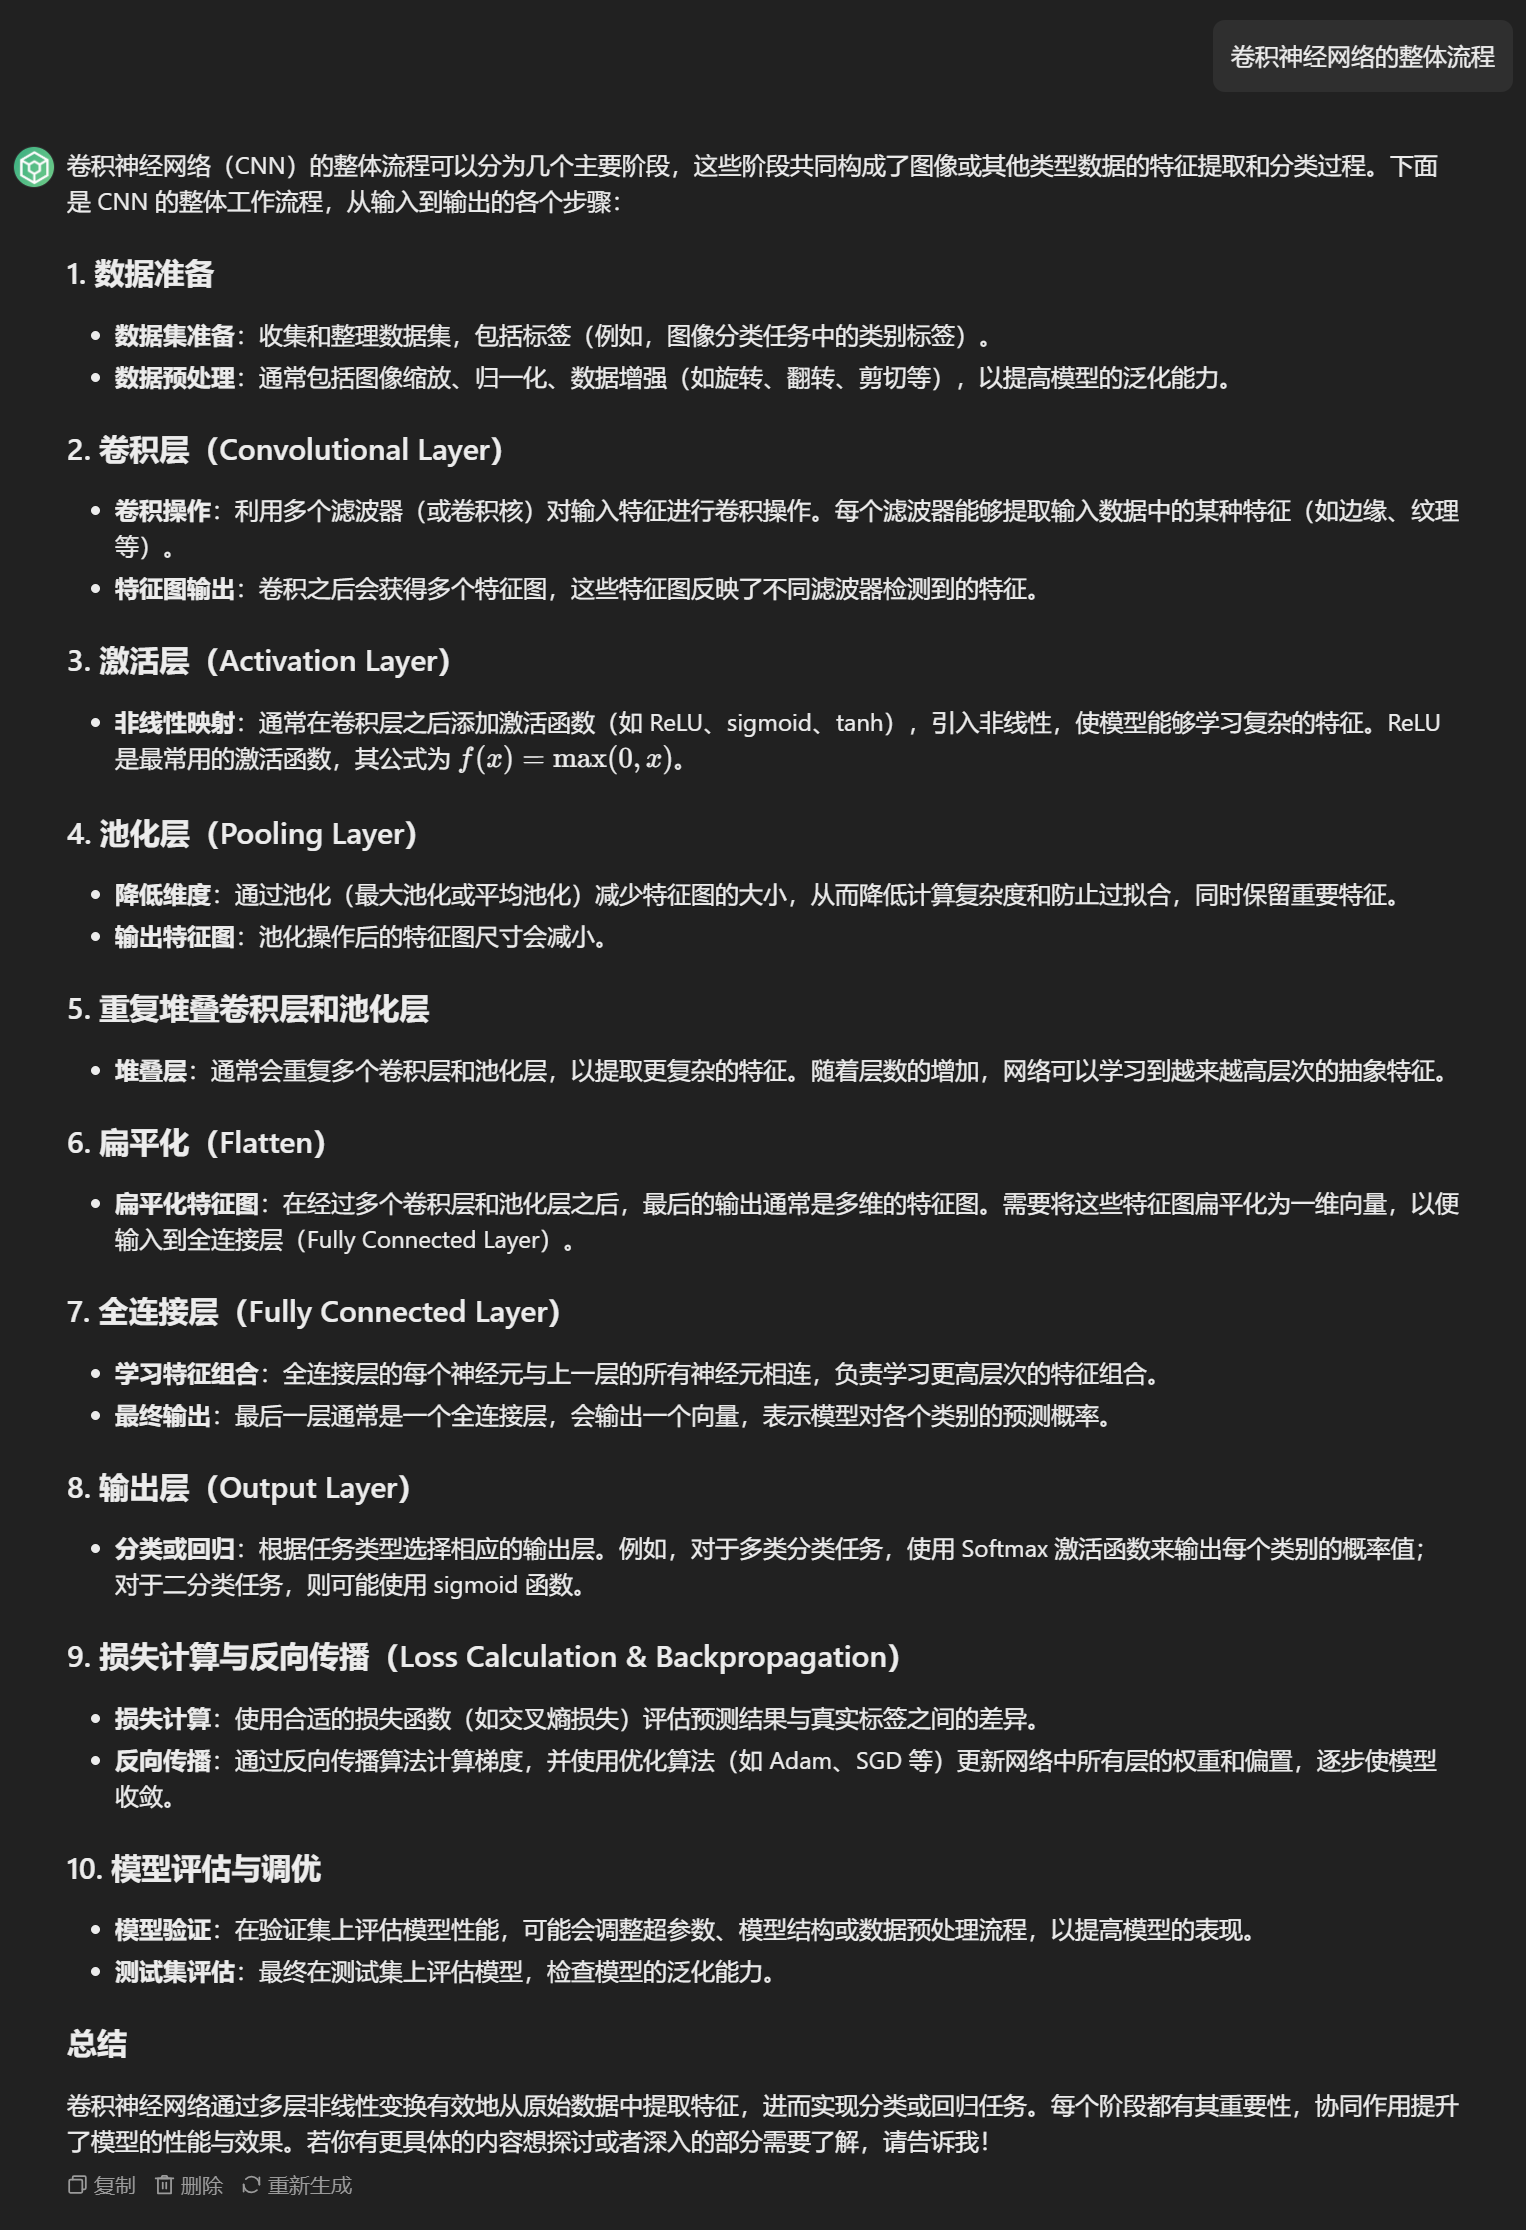 卷积神经网络的整体流程
卷积神经网络（CNN）的整体流程可以分为几个主要阶段，这些阶段共同构成了图像或其他类型数据的特征提取和分类过程。下面
是 CNN 的整体工作流程，从输入到输出的各个步骤：
1. 数据准备
• 数据集准备：收集和整理数据集，包括标签（例如，图像分类任务中的类别标签）。
• 数据预处理：通常包括图像缩放、归一化、数据增强（如旋转、翻转、剪切等），以提高模型的泛化能力。
2. 卷积层（Convolutional Layer）
• 卷积操作：利用多个滤波器（或卷积核）对输入特征进行卷积操作。每个滤波器能够提取输入数据中的某种特征（如边缘、纹理
等）。
• 特征图输出：卷积之后会获得多个特征图，这些特征图反映了不同滤波器检测到的特征。
3. 激活层（Activation Layer）
• 非线性映射：通常在卷积层之后添加激活函数（如 ReLU、sigmoid、tanh），引入非线性，使模型能够学习复杂的特征。ReLU
是最常用的激活函数，其公式为 f(x) = max(0, x)。
4. 池化层（Pooling Layer）
• 降低维度：通过池化（最大池化或平均池化）减少特征图的大小，从而降低计算复杂度和防止过拟合，同时保留重要特征。
• 输出特征图：池化操作后的特征图尺寸会减小。
5. 重复堆叠卷积层和池化层
• 堆叠层：通常会重复多个卷积层和池化层，以提取更复杂的特征。随着层数的增加，网络可以学习到越来越高层次的抽象特征。
6. 扁平化（Flatten）
• 扁平化特征图：在经过多个卷积层和池化层之后，最后的输出通常是多维的特征图。需要将这些特征图扁平化为一维向量，以便
输入到全连接层（Fully Connected Layer）。
7. 全连接层（Fully Connected Layer）
• 学习特征组合：全连接层的每个神经元与上一层的所有神经元相连，负责学习更高层次的特征组合。
• 最终输出：最后一层通常是一个全连接层，会输出一个向量，表示模型对各个类别的预测概率。
8. 输出层（Output Layer）
• 分类或回归：根据任务类型选择相应的输出层。例如，对于多类分类任务，使用 Softmax 激活函数来输出每个类别的概率值；
对于二分类任务，则可能使用 sigmoid 函数。
9. 损失计算与反向传播（Loss Calculation & Backpropagation）
• 损失计算：使用合适的损失函数（如交叉熵损失）评估预测结果与真实标签之间的差异。
• 反向传播：通过反向传播算法计算梯度，并使用优化算法（如 Adam、SGD 等）更新网络中所有层的权重和偏置，逐步使模型
收敛。
10. 模型评估与调优
• 模型验证：在验证集上评估模型性能，可能会调整超参数、模型结构或数据预处理流程，以提高模型的表现。
• 测试集评估：最终在测试集上评估模型，检查模型的泛化能力。
总结
卷积神经网络通过多层非线性变换有效地从原始数据中提取特征，进而实现分类或回归任务。每个阶段都有其重要性，协同作用提升
了模型的性能与效果。若你有更具体的内容想探讨或者深入的部分需要了解，请告诉我！
复制 删除 重新生成